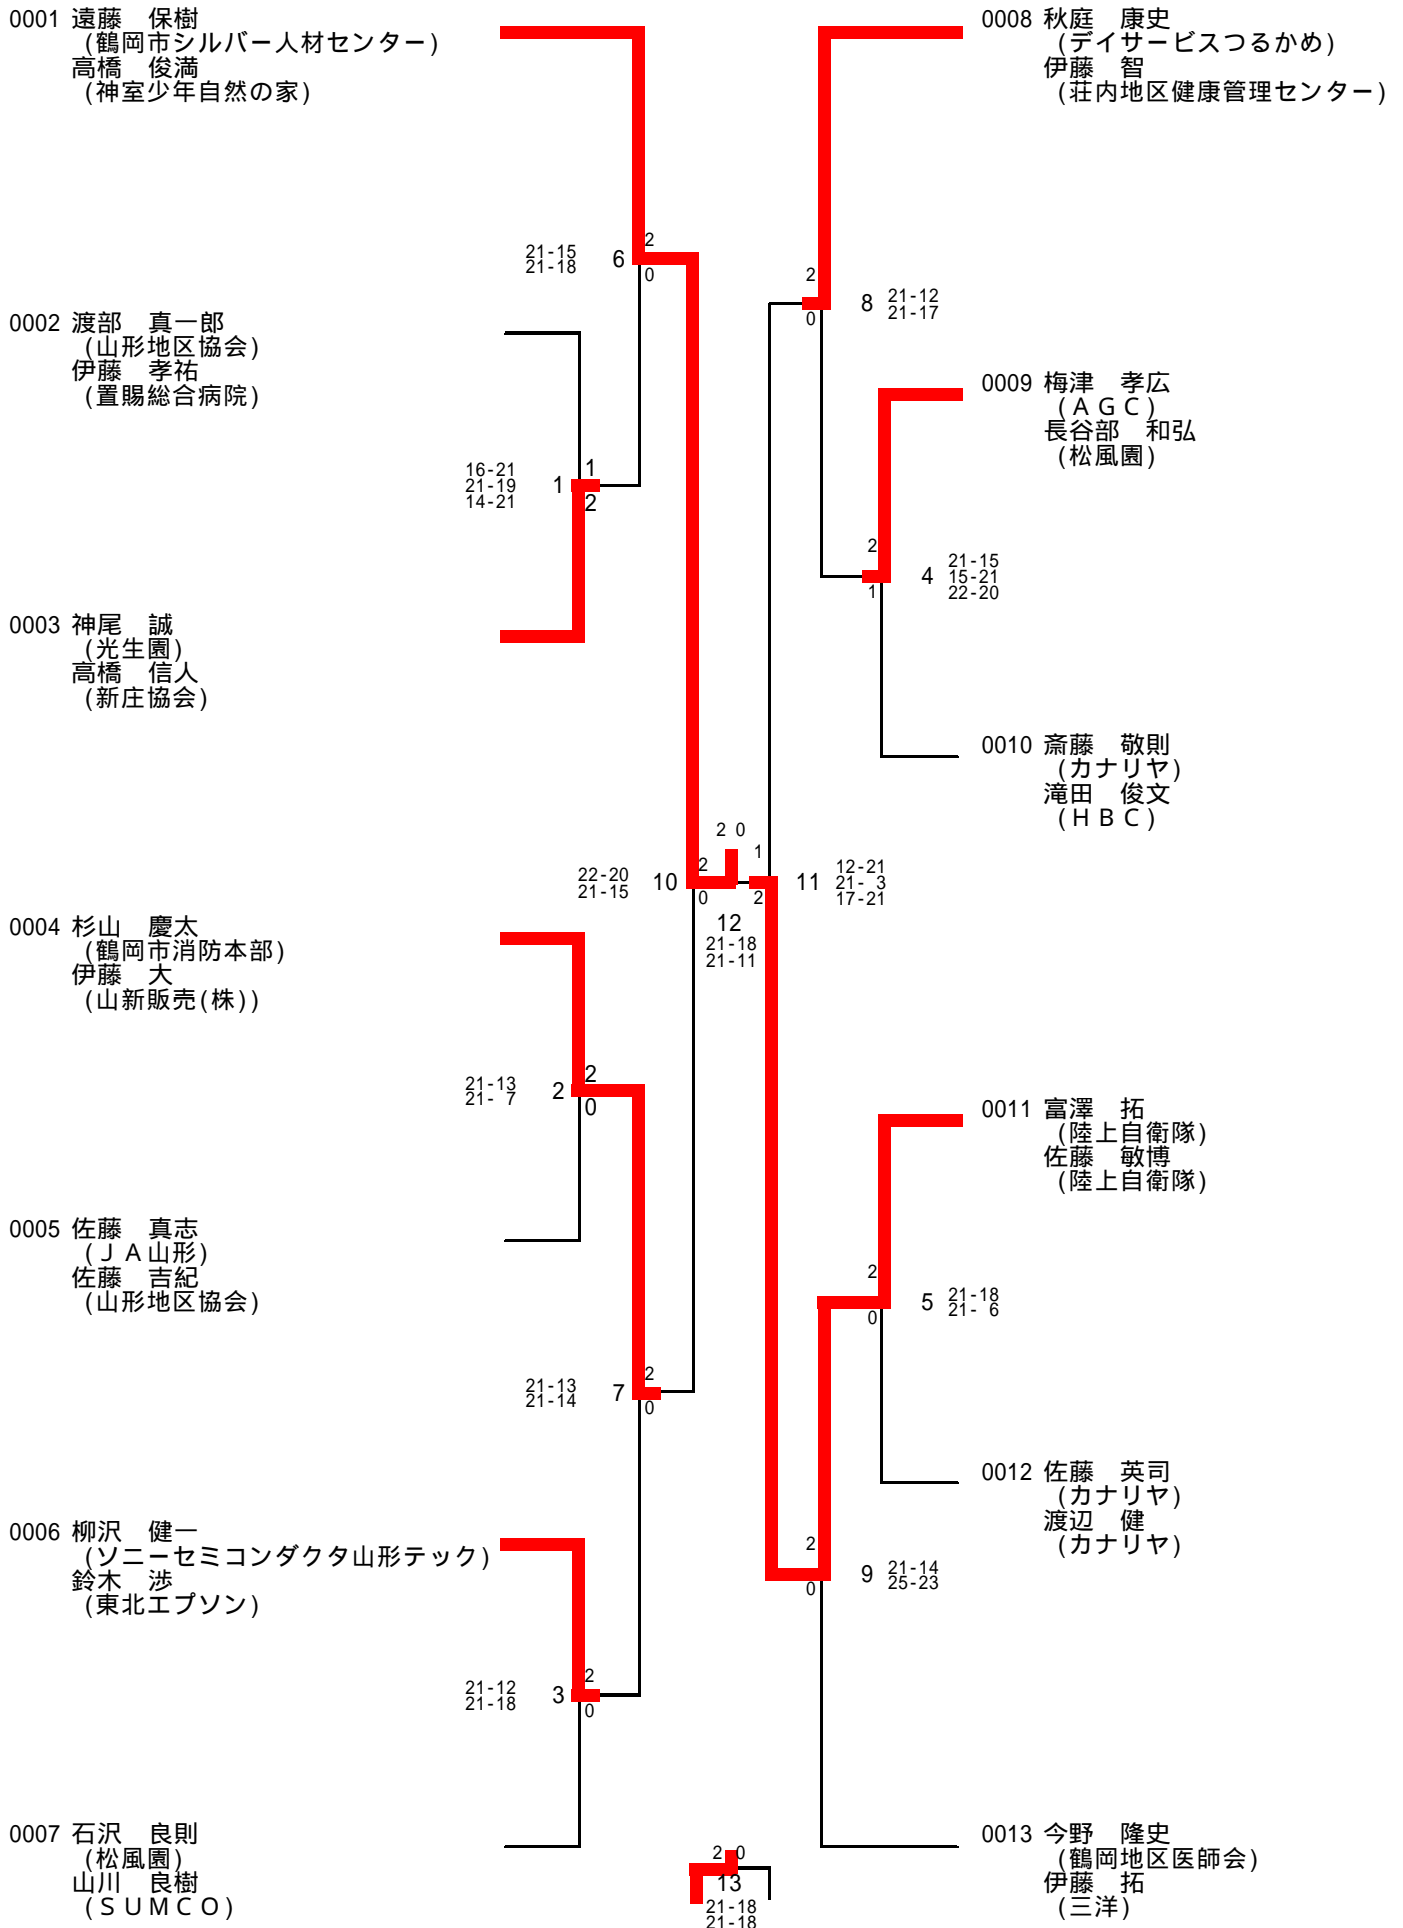 0001 遠藤　保樹
(鶴岡市シルバー人材センター)
高橋　俊満
(神室少年自然の家)
21-15
21-18
6
2
0
0002 渡部　真一郎
(山形地区協会)
伊藤　孝祐
(置賜総合病院)
16-21
21-19
14-21
1
1
2
0003 神尾　誠
(光生園)
高橋　信人
(新庄協会)
22-20
21-15
10
2
0
2 0
12
21-18
21-11
0004 杉山　慶太
(鶴岡市消防本部)
伊藤　大
(山新販売(株))
21-13
21- 7
2
2
0
0005 佐藤　真志
(ＪＡ山形)
佐藤　吉紀
(山形地区協会)
21-13
21-14
7
2
0
0006 柳沢　健一
(ソニーセミコンダクタ山形テック)
鈴木　渉
(東北エプソン)
21-12
21-18
3
2
0
0007 石沢　良則
(松風園)
山川　良樹
(ＳＵＭＣＯ)
2 0
13
21-18
21-18
0008 秋庭　康史
(デイサービスつるかめ)
伊藤　智
(荘内地区健康管理センター)
2
0
8
21-12
21-17
0009 梅津　孝広
(ＡＧＣ)
長谷部　和弘
(松風園)
2
1
4
21-15
15-21
22-20
0010 斎藤　敬則
(カナリヤ)
滝田　俊文
(ＨＢＣ)
1
2
11
12-21
21- 3
17-21
0011 富澤　拓
(陸上自衛隊)
佐藤　敏博
(陸上自衛隊)
2
0
5
21-18
21- 6
0012 佐藤　英司
(カナリヤ)
渡辺　健
(カナリヤ)
2
0
9
21-14
25-23
0013 今野　隆史
(鶴岡地区医師会)
伊藤　拓
(三洋)